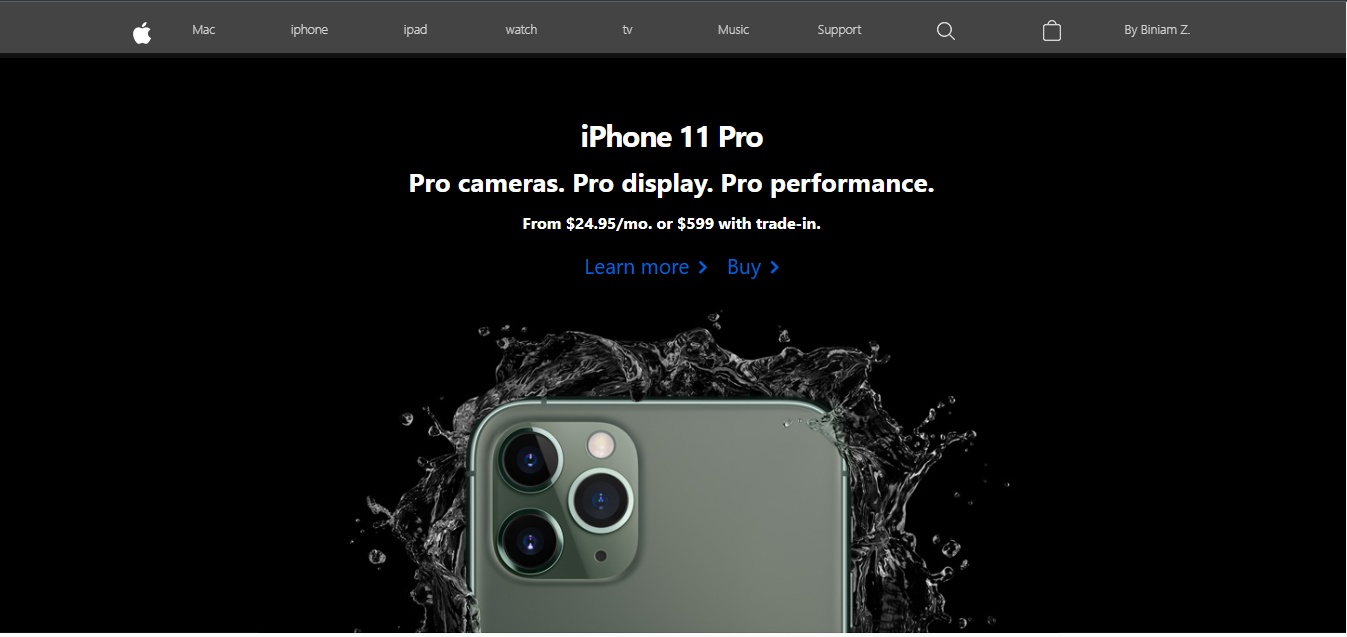 Mac iphone ipad watch tv Music Support By Biniam Z.
iPhone 11 Pro
Pro cameras. Pro display. Pro performance.
From $24.95/mo. or $599 with trade-in.
Learn more Buy